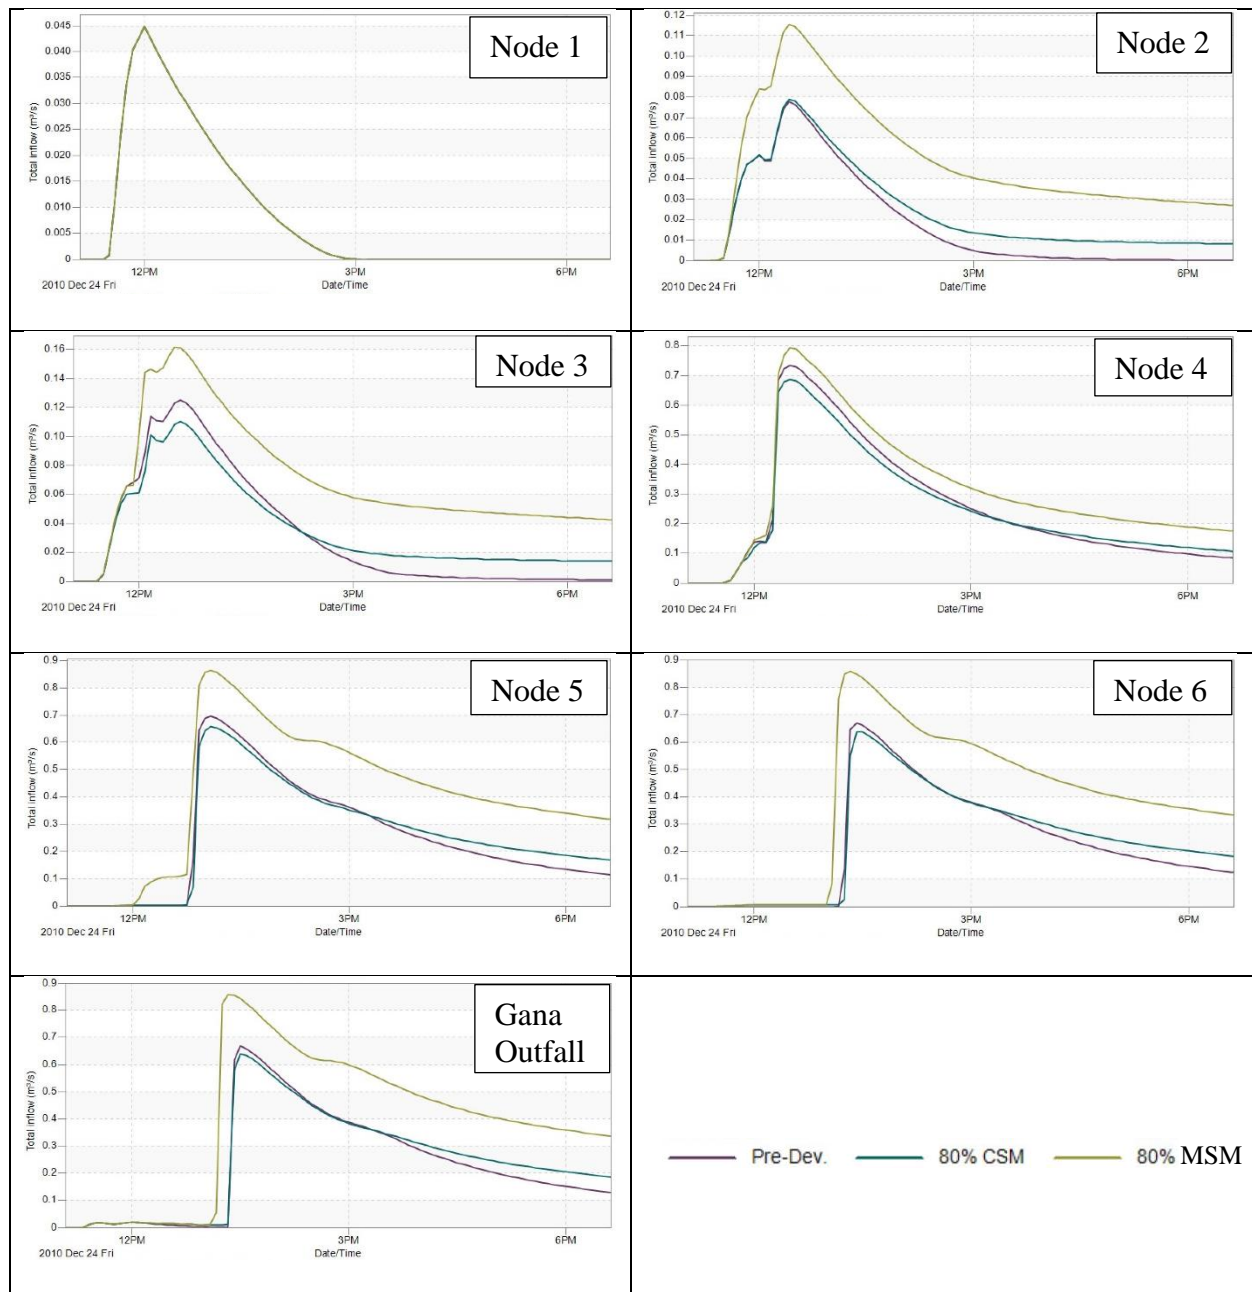 Node 1
Total inflow (m³/s)
0.045
0.040
0.035
0.030
0.025
0.020
0.015
0.010
0.005
0
12PM
3PM
6PM
2010 Dec 24 Fri
Date/Time
Node 2
Total inflow (m³/s)
0.12
0.11
0.10
0.09
0.08
0.07
0.06
0.05
0.04
0.03
0.02
0.01
0
12PM
3PM
6PM
2010 Dec 24 Fri
Date/Time
Node 3
Total inflow (m³/s)
0.16
0.14
0.12
0.10
0.08
0.06
0.04
0.02
0
12PM
3PM
6PM
2010 Dec 24 Fri
Date/Time
Node 4
Total inflow (m³/s)
0.8
0.7
0.6
0.5
0.4
0.3
0.2
0.1
0
12PM
3PM
6PM
2010 Dec 24 Fri
Date/Time
Node 5
Total inflow (m³/s)
0.9
0.8
0.7
0.6
0.5
0.4
0.3
0.2
0.1
0
12PM
3PM
6PM
2010 Dec 24 Fri
Date/Time
Node 6
Total inflow (m³/s)
0.9
0.8
0.7
0.6
0.5
0.4
0.3
0.2
0.1
0
12PM
3PM
6PM
2010 Dec 24 Fri
Date/Time
Gana
Outfall
Total inflow (m³/s)
0.9
0.8
0.7
0.6
0.5
0.4
0.3
0.2
0.1
0
12PM
3PM
6PM
2010 Dec 24 Fri
Date/Time
Pre-Dev. 80% CSM 80% MSM